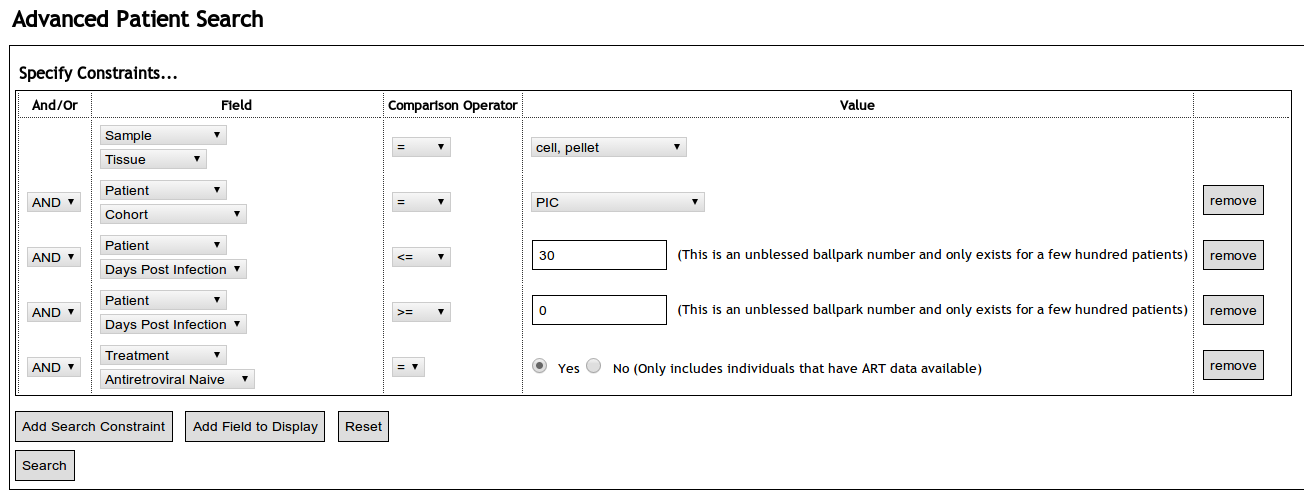 Advanced Patient Search
Specify Constraints...
And/Or Field Comparison Operator Value
Sample
Tissue
= cell, pellet
AND Patient
Cohort
= PIC remove
AND Patient
Days Post Infection
<= 30 (This is an unblessed ballpark number and only exists for a few hundred patients) remove
AND Patient
Days Post Infection
>= 0 (This is an unblessed ballpark number and only exists for a few hundred patients) remove
AND Treatment
Antiretroviral Naive
= Yes No (Only includes individuals that have ART data available) remove
Add Search Constraint Add Field to Display Reset
Search